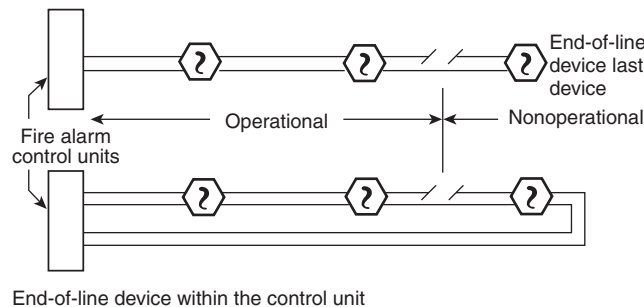 End-of-line
device last
device
Operational
Nonoperational
Fire alarm
control units
End-of-line device within the control unit